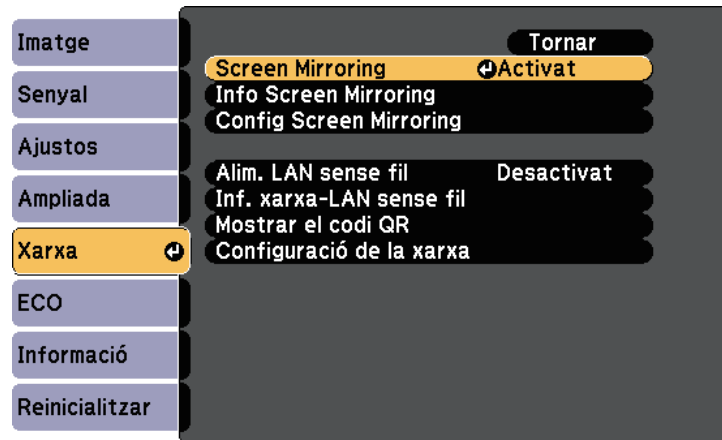 Imatge
Senyal
Ajustos
Ampliada
Xarxa
ECO
Informació
Reinicialitzar
Tornar
Screen Mirroring Activat
Info Screen Mirroring
Config Screen Mirroring
Alim. LAN sense fil Desactivat
Inf. xarxa-LAN sense fil
Mostrar el codi QR
Configuració de la xarxa